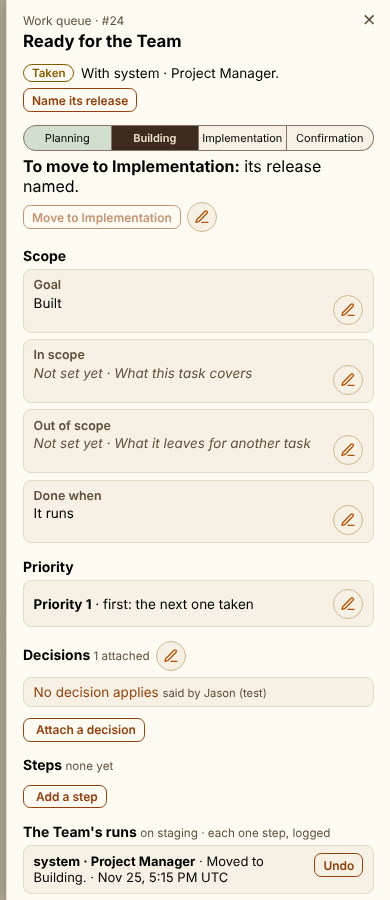 Work queue · #24
Ready for the Team
Taken With system · Project Manager.
Name its release
Planning Building Implementation Confirmation
To move to Implementation: its release
named.
Move to Implementation
Scope
Goal
Built
In scope
Not set yet · What this task covers
Out of scope
Not set yet · What it leaves for another task
Done when
It runs
Priority
Priority 1 · first: the next one taken
Decisions 1 attached
No decision applies said by Jason (test)
Attach a decision
Steps none yet
Add a step
The Team's runs on staging · each one step, logged
system · Project Manager · Moved to
Building. · Nov 25, 5:15 PM UTC
Undo